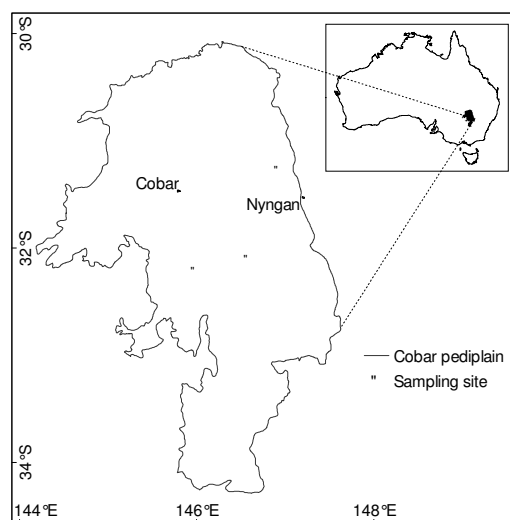 30°S
Cobar
Nyngan
32°S
Cobar pediplain
" Sampling site
34°S
144°E 146°E 148°E